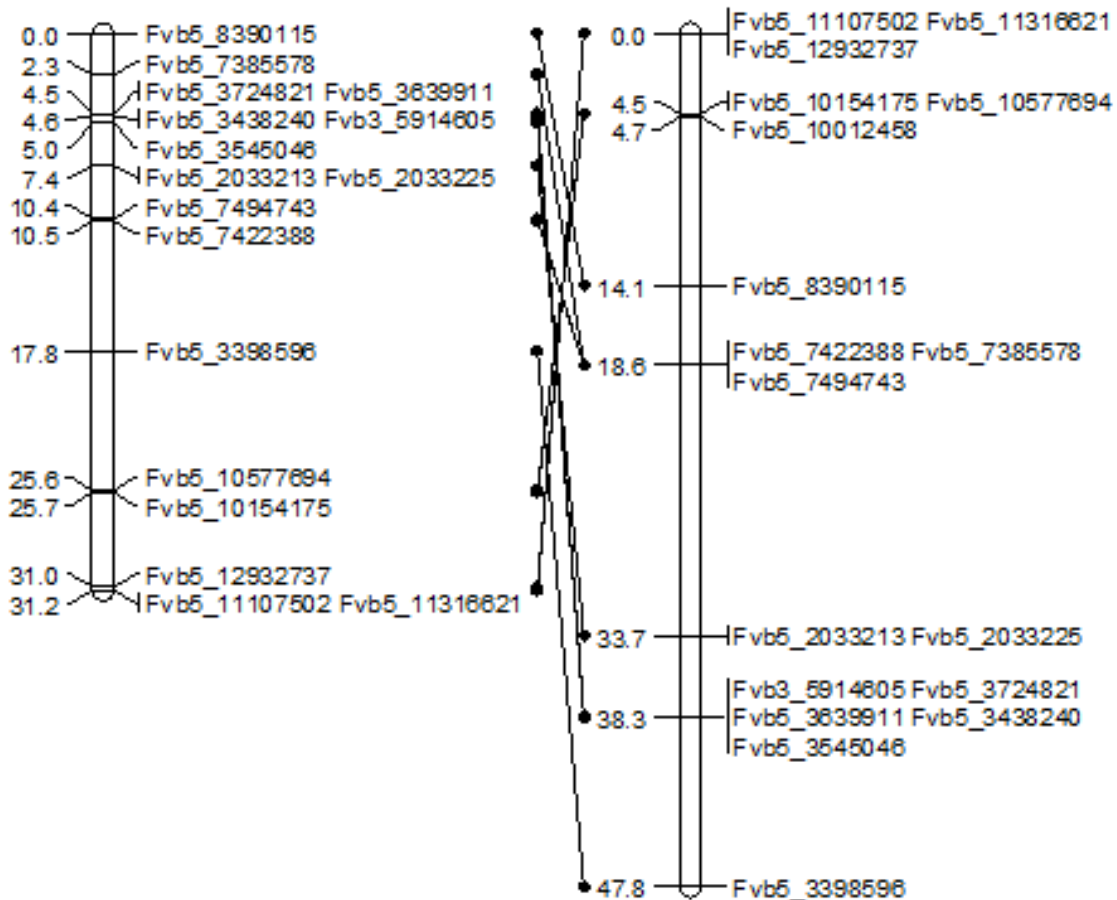 0.0 Fvb5_8390115
2.3 Fvb5_7385578
4.5 Fvb5_3724821 Fvb5_3639911
4.6 Fvb5_3438240 Fvb3_5914605
5.0 Fvb5_3545046
7.4 Fvb5_2033213 Fvb5_2033225
10.4 Fvb5_7494743
10.5 Fvb5_7422388
17.8 Fvb5_3398596
25.6 Fvb5_10577694
25.7 Fvb5_10154175
31.0 Fvb5_12932737
31.2 Fvb5_11107502 Fvb5_11316621
0.0 Fvb5_11107502 Fvb5_11316621
Fvb5_12932737
4.5 Fvb5_10154175 Fvb5_10577694
4.7 Fvb5_10012458
14.1 Fvb5_8390115
18.6 Fvb5_7422388 Fvb5_7385578
Fvb5_7494743
33.7 Fvb5_2033213 Fvb5_2033225
Fvb3_5914605 Fvb5_3724821
38.3 Fvb5_3639911 Fvb5_3438240
Fvb5_3545046
47.8 Fvb5_3398596